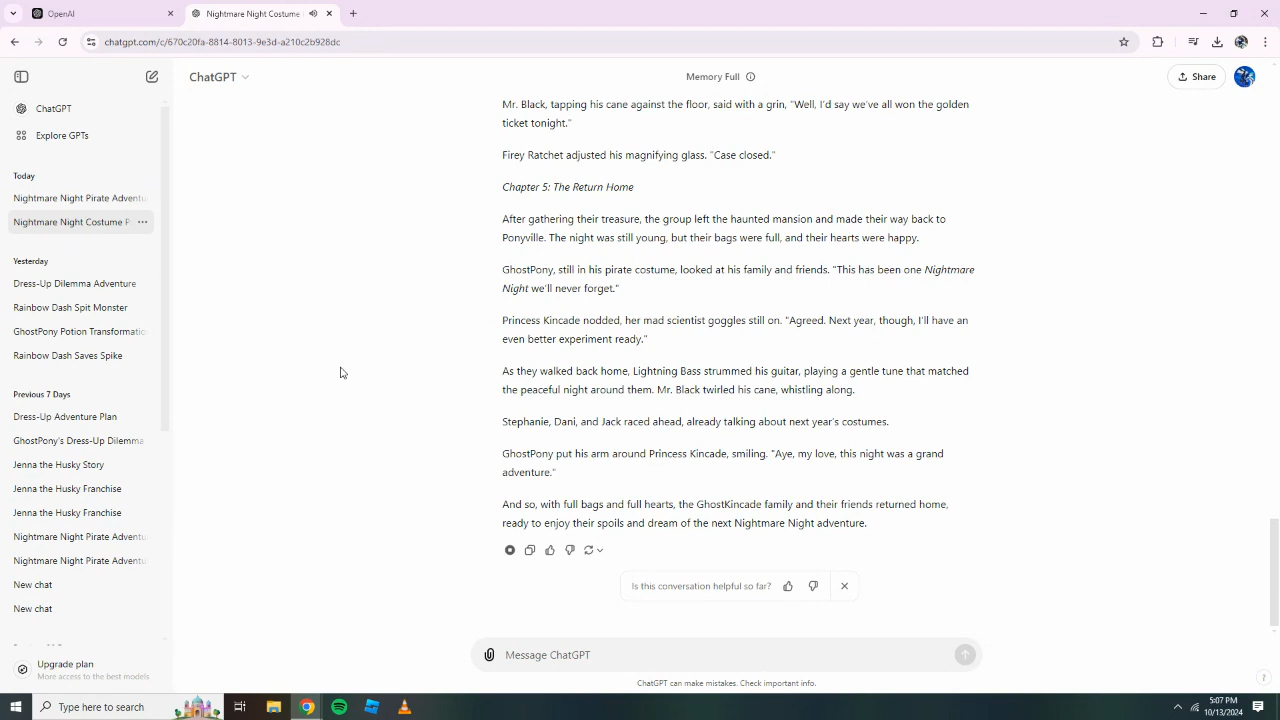 OpenAI
Nightmare Night Costume
chatgpt.com/c/670c20fa-8814-8013-9e3d-a210c2b928dc
ChatGPT
Memory Full
Share
ChatGPT
Explore GPTs
Today
Nightmare Night Pirate Adventu
Nightmare Night Costume P
Yesterday
Dress-Up Dilemma Adventure
Rainbow Dash Spit Monster
GhostPony Potion Transformatio
Rainbow Dash Saves Spike
Previous 7 Days
Dress-Up Adventure Plan
GhostPony's Dress-Up Dilemma
Jenna the Husky Story
Jenna the Husky Franchise
Jenna the Husky Franchise
Nightmare Night Pirate Adventu
Nightmare Night Pirate Adventu
New chat
New chat
Upgrade plan
More access to the best models
Mr. Black, tapping his cane against the floor, said with a grin, "Well, I'd say we've all won the golden
ticket tonight."
Firey Ratchet adjusted his magnifying glass. "Case closed."
Chapter 5: The Return Home
After gathering their treasure, the group left the haunted mansion and made their way back to
Ponyville. The night was still young, but their bags were full, and their hearts were happy.
GhostPony, still in his pirate costume, looked at his family and friends. "This has been one Nightmare
Night we'll never forget."
Princess Kincade nodded, her mad scientist goggles still on. "Agreed. Next year, though, I'll have an
even better experiment ready."
As they walked back home, Lightning Bass strummed his guitar, playing a gentle tune that matched
the peaceful night around them. Mr. Black twirled his cane, whistling along.
Stephanie, Dani, and Jack raced ahead, already talking about next year's costumes.
GhostPony put his arm around Princess Kincade, smiling. "Aye, my love, this night was a grand
adventure."
And so, with full bags and full hearts, the GhostKincade family and their friends returned home,
ready to enjoy their spoils and dream of the next Nightmare Night adventure.
Is this conversation helpful so far?
Message ChatGPT
ChatGPT can make mistakes. Check important info.
?
Type here to search
5:07 PM
10/13/2024